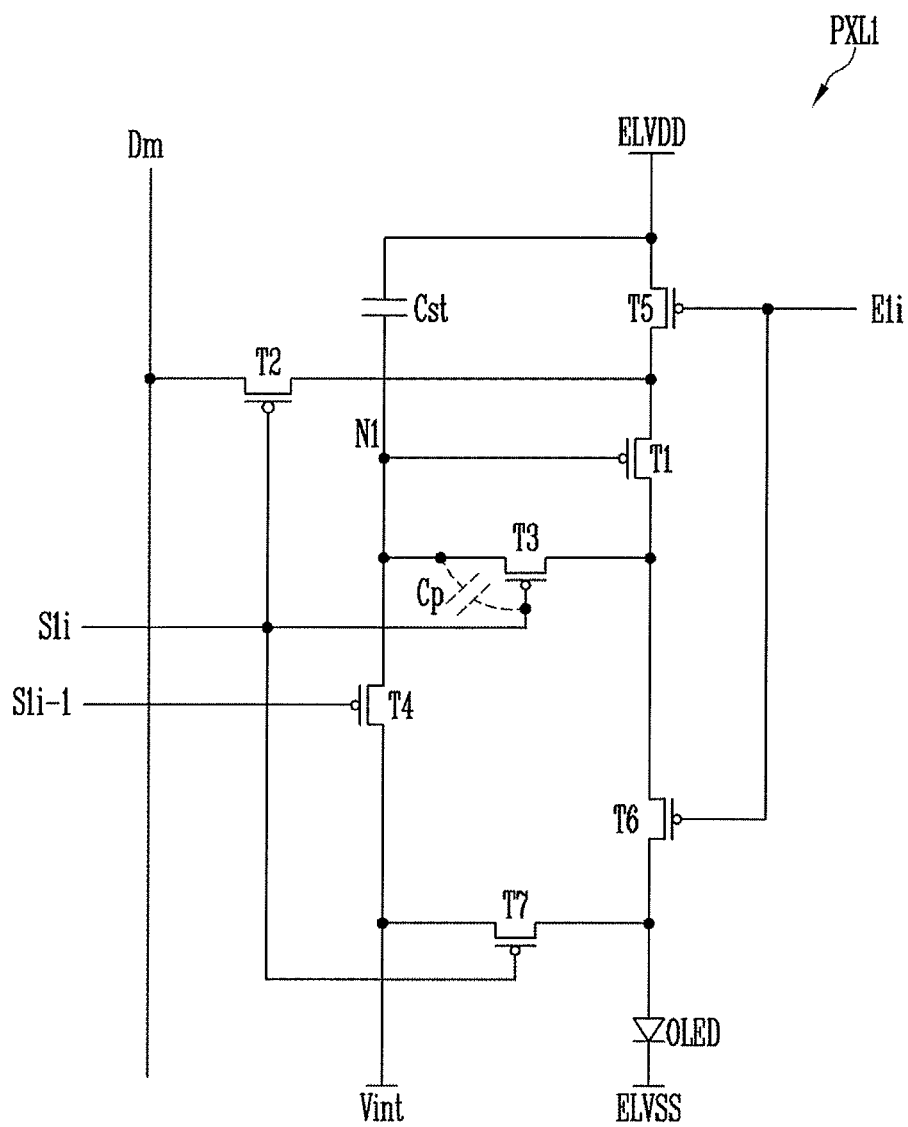 PXL1
Dm
ELVDD
Cst
T5
E1i
T2
N1
T1
T3
Cp
S1i
S1i-1
T4
T6
T7
OLED
Vint
ELVSS